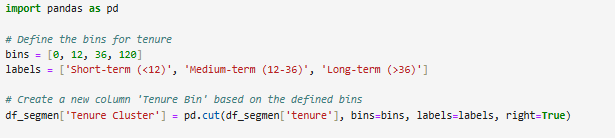 import pandas as pd
# Define the bins for tenure
bins = [0, 12, 36, 120]
labels = ['Short-term (<12)', 'Medium-term (12-36)', 'Long-term (>36)']
# Create a new column 'Tenure Bin' based on the defined bins
df_segmen['Tenure Cluster'] = pd.cut(df_segmen['tenure'], bins=bins, labels=labels, right=True)